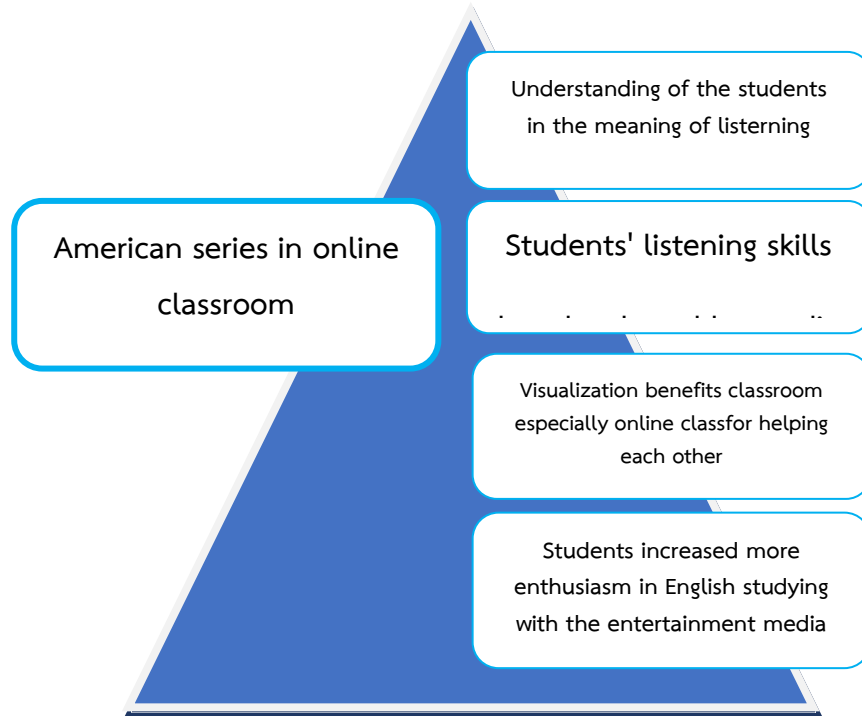 Understanding of the students
in the meaning of listerning
American series in online
classroom
Students' listening skills
Visualization benefits classroom
especially online classfor helping
each other
Students increased more
enthusiasm in English studying
with the entertainment media